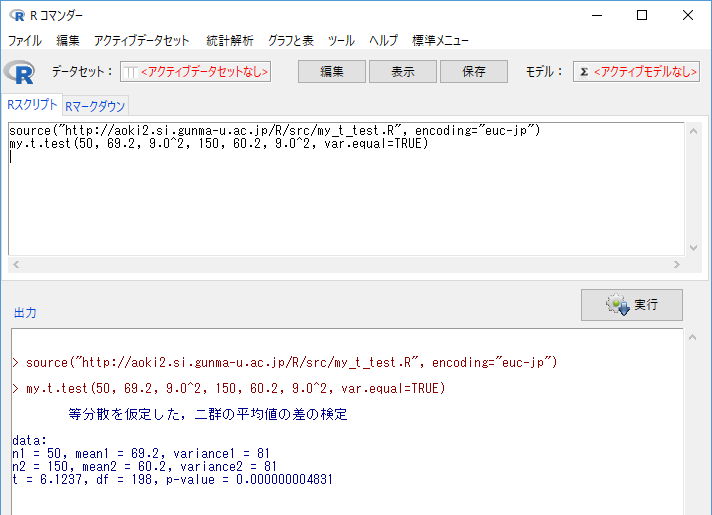 R コマンダー
ファイル 編集 アクティブデータセット 統計解析 グラフと表 ツール ヘルプ 標準メニュー
R データセット： <アクティブデータセットなし> 編集 表示 保存 モデル： Σ <アクティブモデルなし>
Rスクリプト Rマークダウン
source("http://aoki2.si.gunma-u.ac.jp/R/src/my_t_test.R", encoding="euc-jp")
my.t.test(50, 69.2, 9.0^2, 150, 60.2, 9.0^2, var.equal=TRUE)
実行
出力
> source("http://aoki2.si.gunma-u.ac.jp/R/src/my_t_test.R", encoding="euc-jp")
> my.t.test(50, 69.2, 9.0^2, 150, 60.2, 9.0^2, var.equal=TRUE)
等分散を仮定した，二群の平均値の差の検定
data:
n1 = 50, mean1 = 69.2, variance1 = 81
n2 = 150, mean2 = 60.2, variance2 = 81
t = 6.1237, df = 198, p-value = 0.000000004831